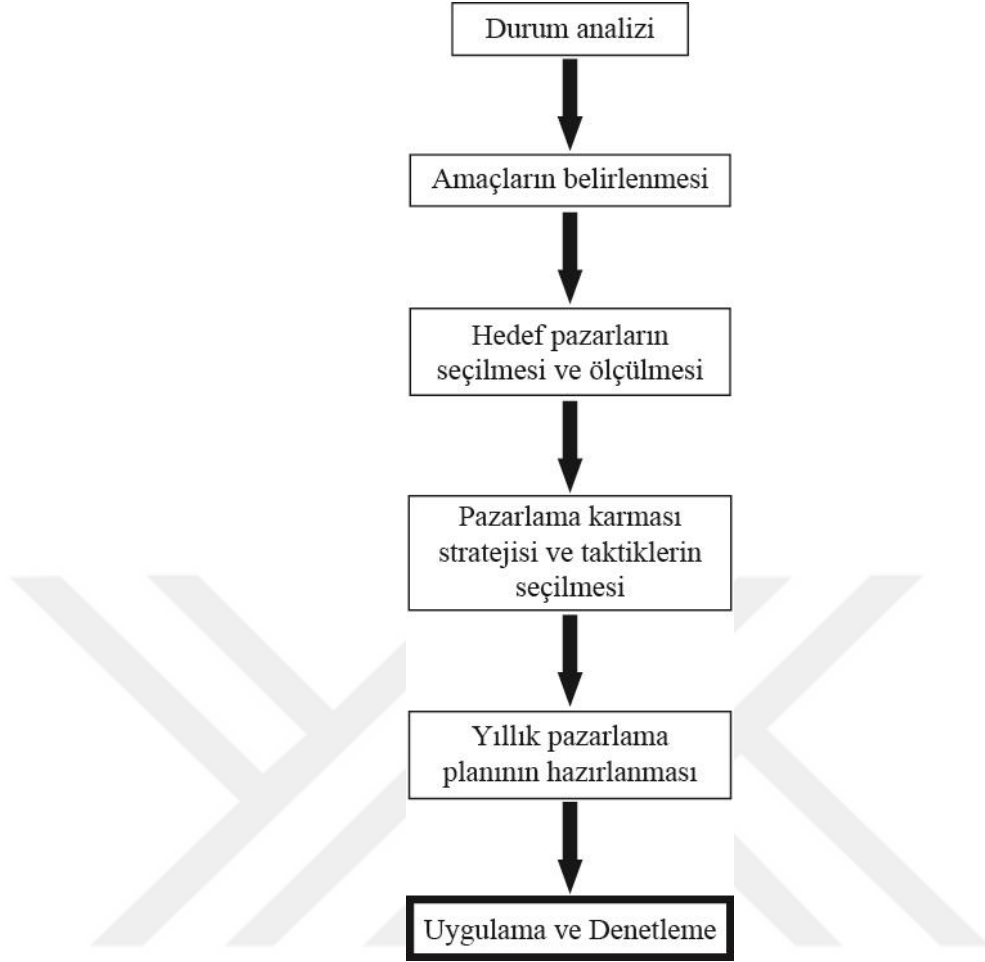 Durum analizi
Amaçların belirlenmesi
Hedef pazarların
seçilmesi ve ölçülmesi
Pazarlama karması
stratejisi ve taktiklerin
seçilmesi
Yıllık pazarlama
planının hazırlanması
Uygulama ve Denetleme